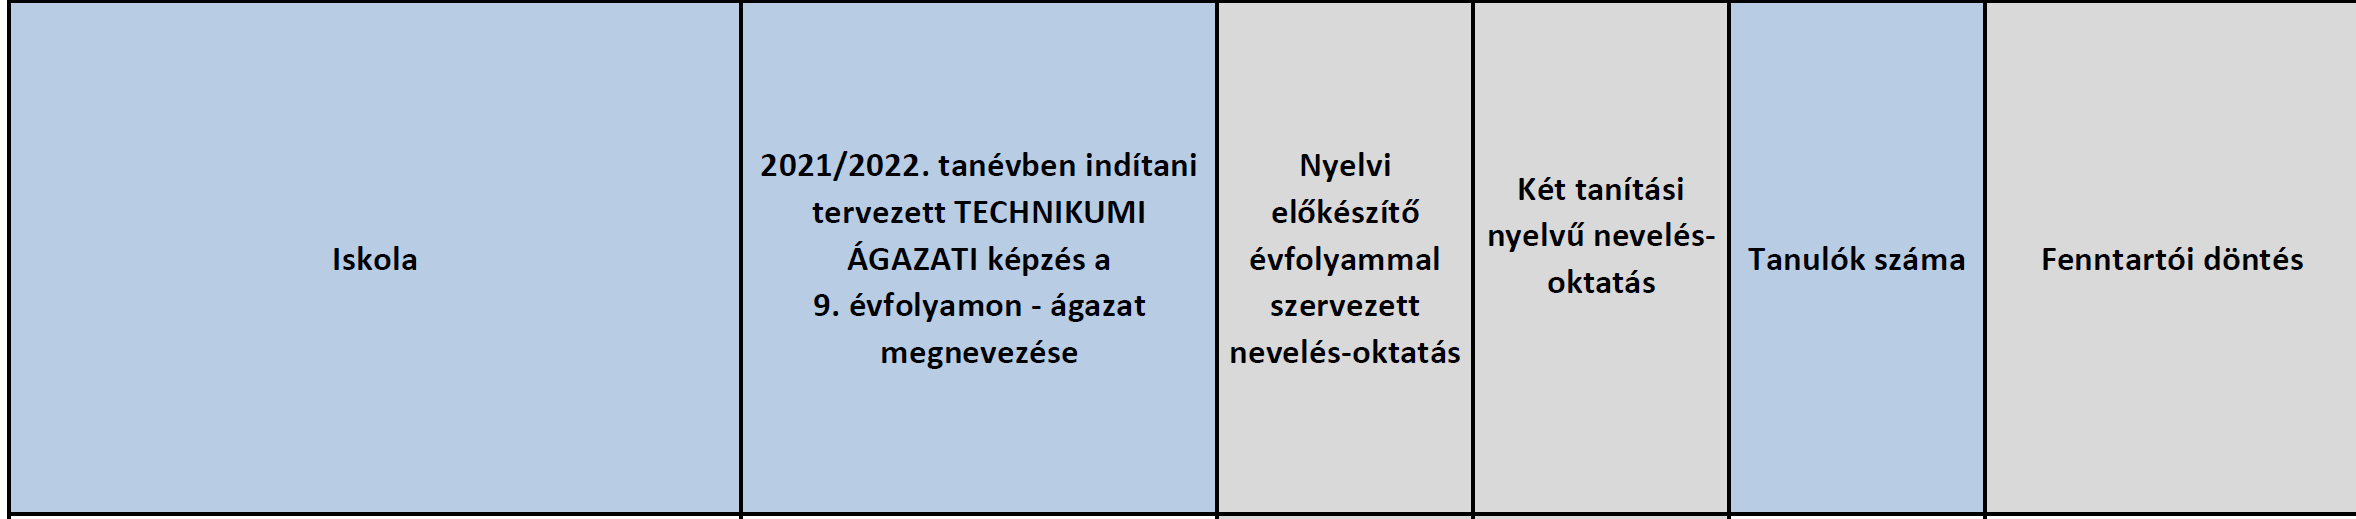 Iskola
2021/2022. tanévben indítani
tervezett TECHNIKUMI
ÁGAZATI képzés a
9. évfolyamon - ágazat
megnevezése
Nyelvi
előkészítő
évfolyammal
szervezett
nevelés-oktatás
Két tanítási
nyelvű nevelés-
oktatás
Tanulók száma
Fenntartói döntés